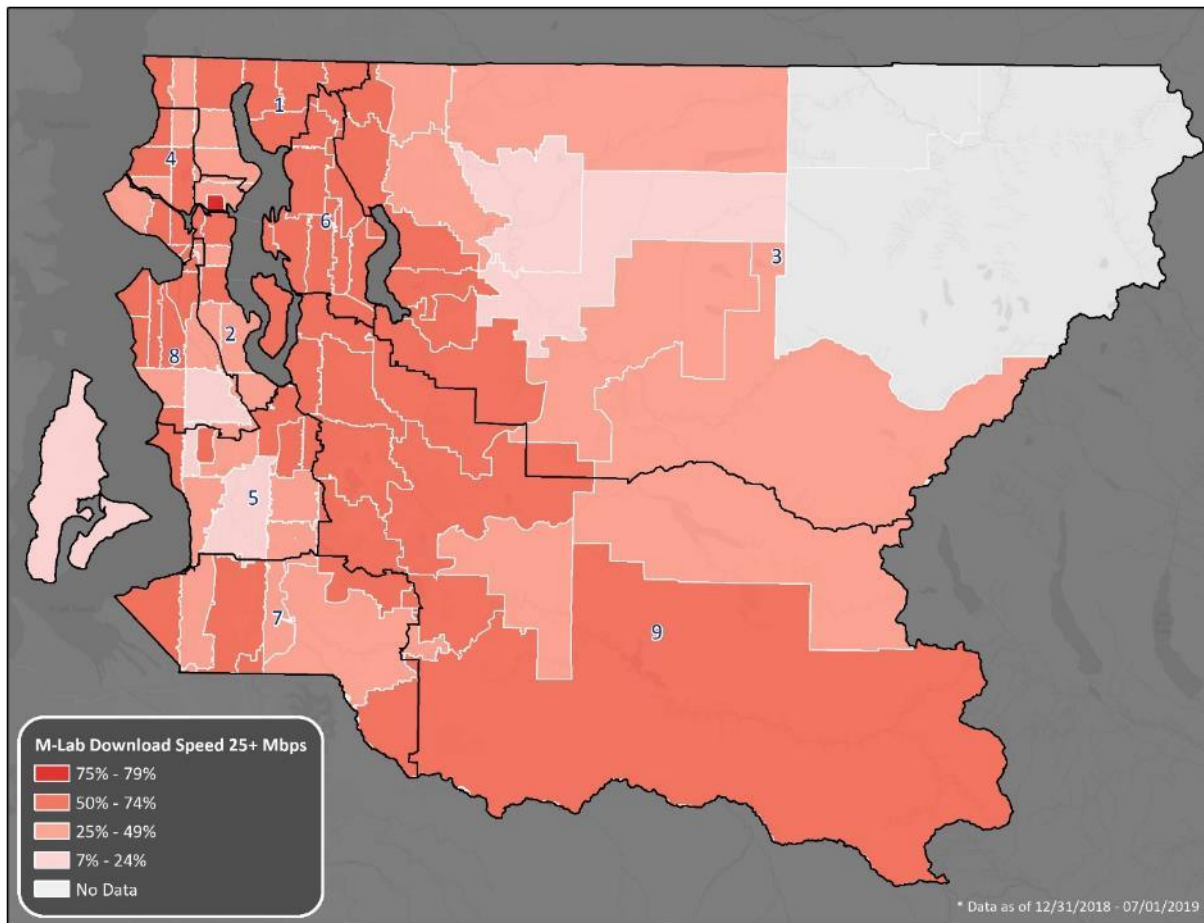 1
4
6
3
2
8
5
7
9
M-Lab Download Speed 25+ Mbps
75% - 79%
50% - 74%
25% - 49%
7% - 24%
No Data
* Data as of 12/31/2018 - 07/01/2019